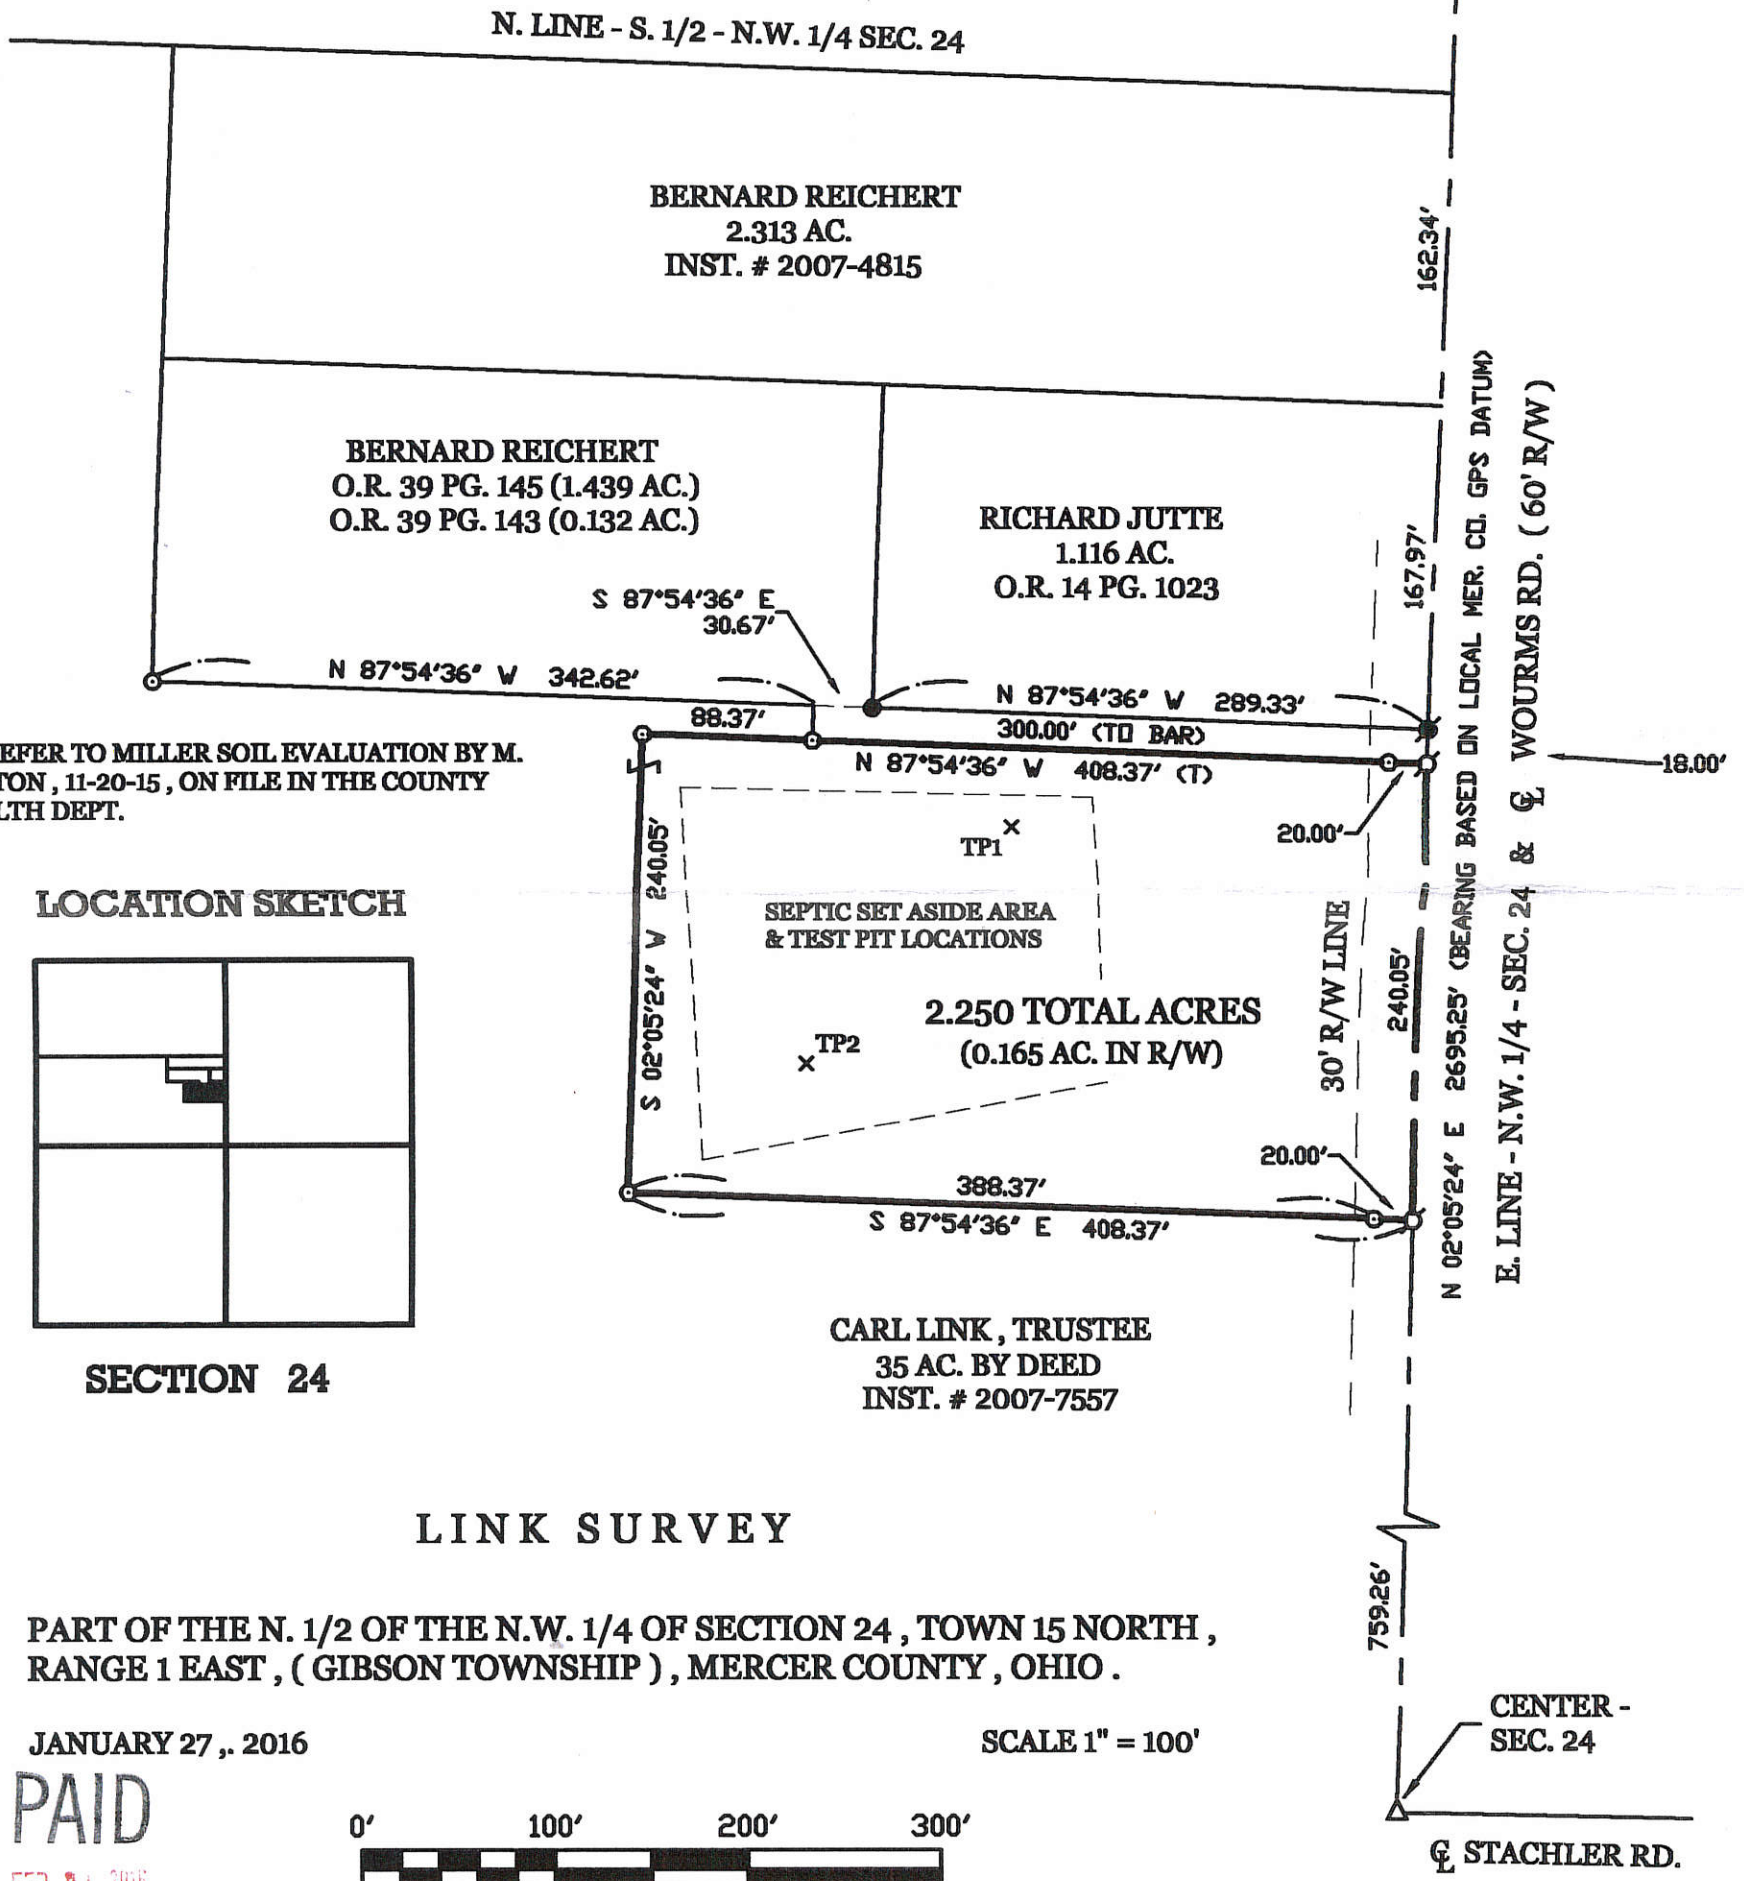 N. LINE - S. 1/2 - N.W. 1/4 SEC. 24
BERNARD REICHERT
2.313 AC.
INST. # 2007-4815
162.34'
BERNARD REICHERT
O.R. 39 PG. 145 (1.439 AC.)
O.R. 39 PG. 143 (0.132 AC.)
RICHARD JUTTE
1.116 AC.
O.R. 14 PG. 1023
167.97'
S 87°54'36" E
30.67'
N 87°54'36" W 342.62'
N 87°54'36" W 289.33'
88.37'
300.00' (TO BAR)
N 87°54'36" W 408.37' (T)
18.00'
20.00'
EFER TO MILLER SOIL EVALUATION BY M.
TON , 11-20-15 , ON FILE IN THE COUNTY
LTH DEPT.
TP1
S 02°05'24" W 240.05'
SEPTIC SET ASIDE AREA
& TEST PIT LOCATIONS
2.250 TOTAL ACRES
(0.165 AC. IN R/W)
TP2
30' R/W LINE
240.05'
N 02°05'24" E 2695.25' (BEARING BASED ON LOCAL MER. CO. GPS DATUM)
E. LINE - N.W. 1/4 - SEC. 24 & ℄ WOURMS RD. ( 60' R/W )
20.00'
388.37'
S 87°54'36" E 408.37'
LOCATION SKETCH
SECTION 24
CARL LINK , TRUSTEE
35 AC. BY DEED
INST. # 2007-7557
LINK SURVEY
759.26'
PART OF THE N. 1/2 OF THE N.W. 1/4 OF SECTION 24 , TOWN 15 NORTH ,
RANGE 1 EAST , ( GIBSON TOWNSHIP ) , MERCER COUNTY , OHIO .
JANUARY 27 ,. 2016
SCALE 1" = 100'
CENTER -
SEC. 24
PAID
0' 100' 200' 300'
℄ STACHLER RD.